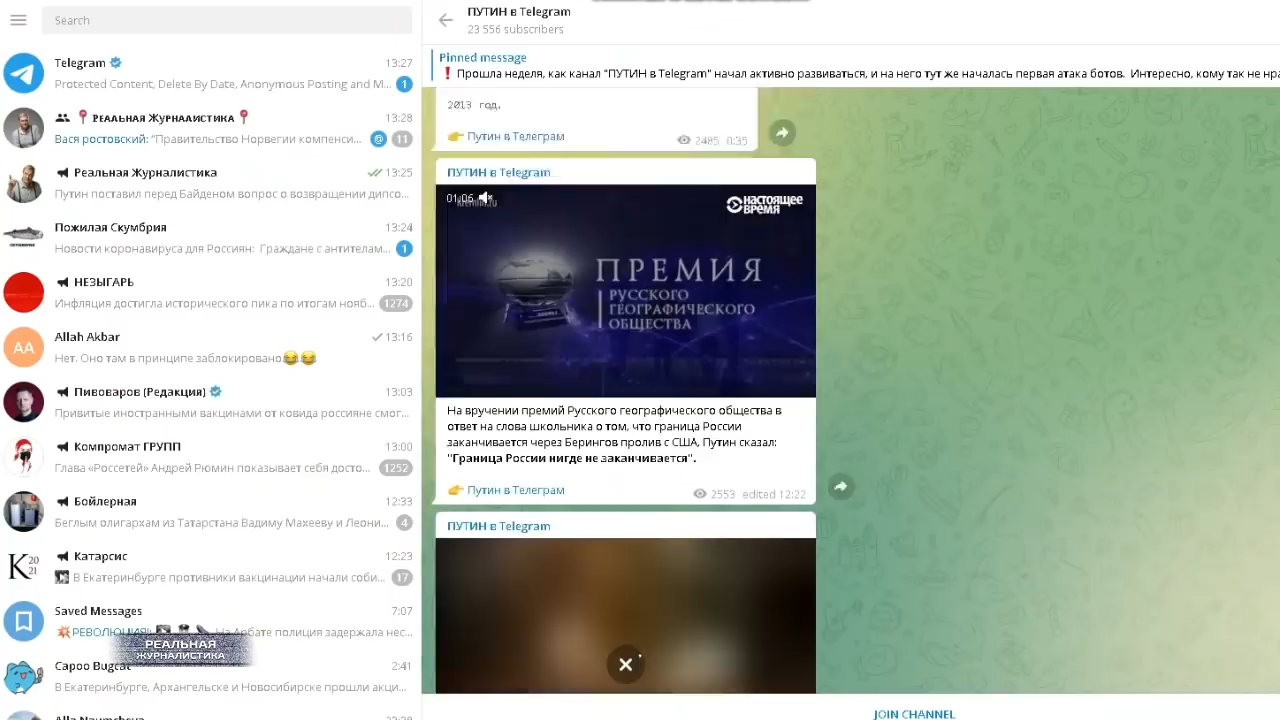 Search
Telegram
13:27
Protected Content, Delete By Date, Anonymous Posting and M...
1
РЕАЛЬНАЯ ЖУРНАЛИСТИКА
13:28
Вася ростовский: "Правительство Норвегии компенси...
@
11
Реальная Журналистика
13:25
Путин поставил перед Байденом вопрос о возвращении дипсо...
Пожилая Скумбрия
13:24
Новости коронавируса для Россиян: Граждане с антителам...
1
НЕЗЫГАРЬ
13:20
Инфляция достигла исторического пика по итогам нояб...
1274
AA
Allah Akbar
13:16
Нет. Оно там в принципе заблокировано😂😂
Пивоваров (Редакция)
13:03
Привитые иностранными вакцинами от ковида россияне смог...
Компромат ГРУПП
13:00
Глава «Россетей» Андрей Рюмин показывает себя досто...
1252
Бойлерная
12:33
Беглым олигархам из Татарстана Вадиму Махееву и Леони...
4
K 20 21
Катарсис
12:23
В Екатеринбурге противники вакцинации начали соби...
17
Saved Messages
7:07
💥РЕВОЛЮЦИЯ! На Арбате полиция задержала нес...
РЕАЛЬНАЯ
ЖУРНАЛИСТИКА
Capoo Bugcat
2:41
В Екатеринбурге, Архангельске и Новосибирске прошли акци...
ПУТИН в Telegram
23 556 subscribers
Pinned message
❗ Прошла неделя, как канал "ПУТИН в Telegram" начал активно развиваться, и на него тут же началась первая атака ботов. Интересно, кому так не нра
2013 год.
👉 Путин в Телеграм
2485 0:35
ПУТИН в Telegram
01:06
kremlin.ru
НАСТОЯЩЕЕ
ВРЕМЯ
ПРЕМИЯ
РУССКОГО
ГЕОГРАФИЧЕСКОГО
ОБЩЕСТВА
На вручении премий Русского географического общества в
ответ на слова школьника о том, что граница России
заканчивается через Берингов пролив с США, Путин сказал:
"Граница России нигде не заканчивается".
👉 Путин в Телеграм
2553 edited 12:22
ПУТИН в Telegram
JOIN CHANNEL